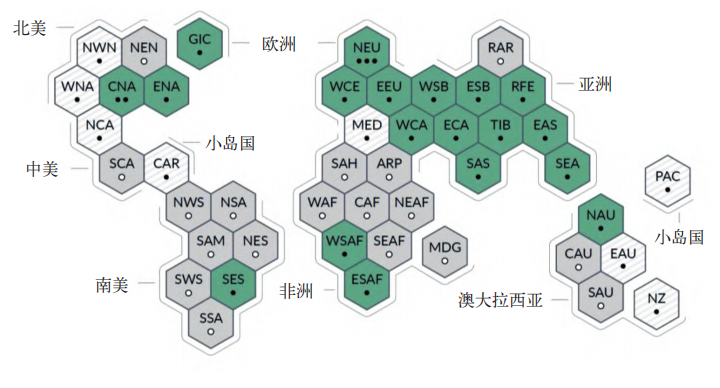 北美
NWN NEN GIC
欧洲
WNA CNA ENA
NCA
小岛国
中美
SCA CAR
NWS NSA
SAM NES
南美
SWS SES
SSA
NEU RAR
WCE EEU WSB ESB RFE
亚洲
MED WCA ECA TIB EAS
SAH ARP SAS SEA
WAF CAF NEAF
WSAF SEAF MDG
非洲
ESAF
PAC
小岛国
NAU
CAU EAU
澳大拉西亚
SAU NZ